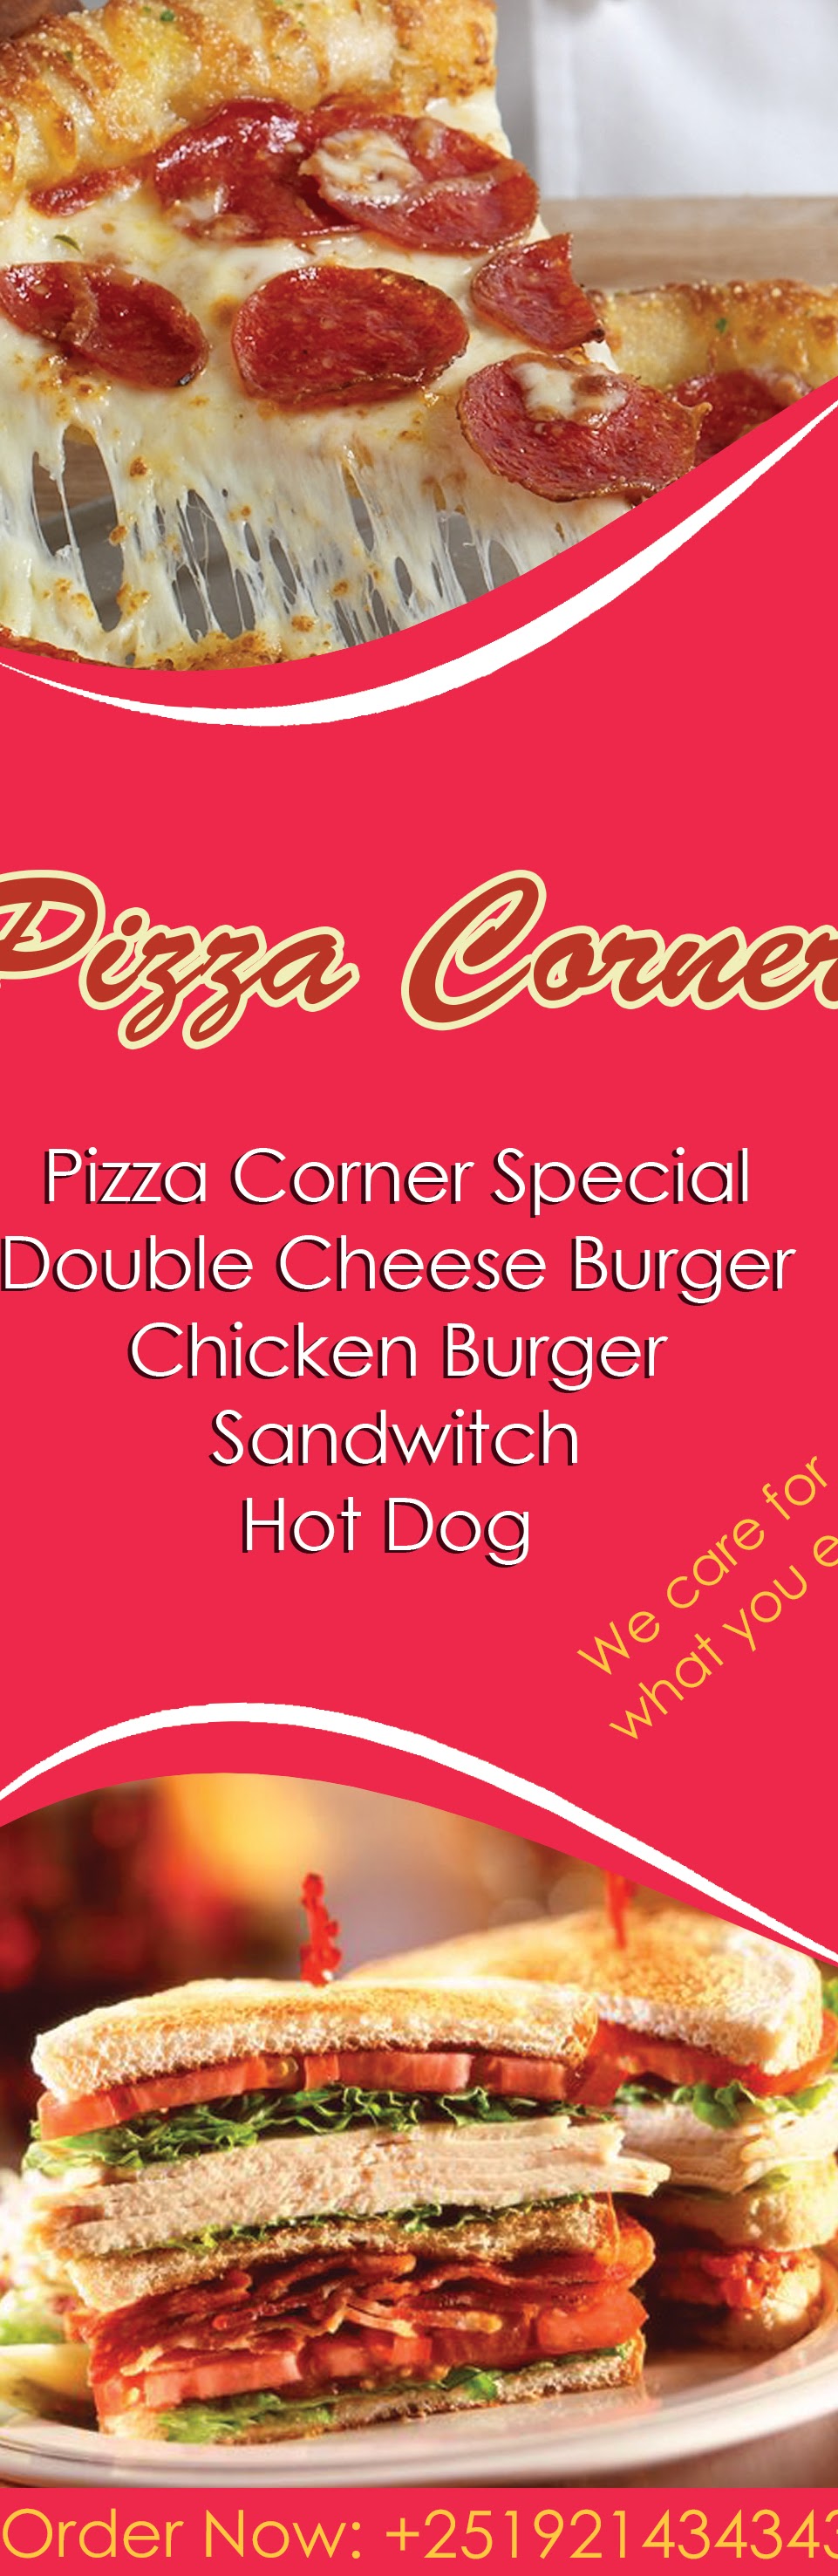 Pizza Corner
Pizza Corner Special
Double Cheese Burger
Chicken Burger
Sandwitch
Hot Dog
We care for
what you
Order Now: +251921434343